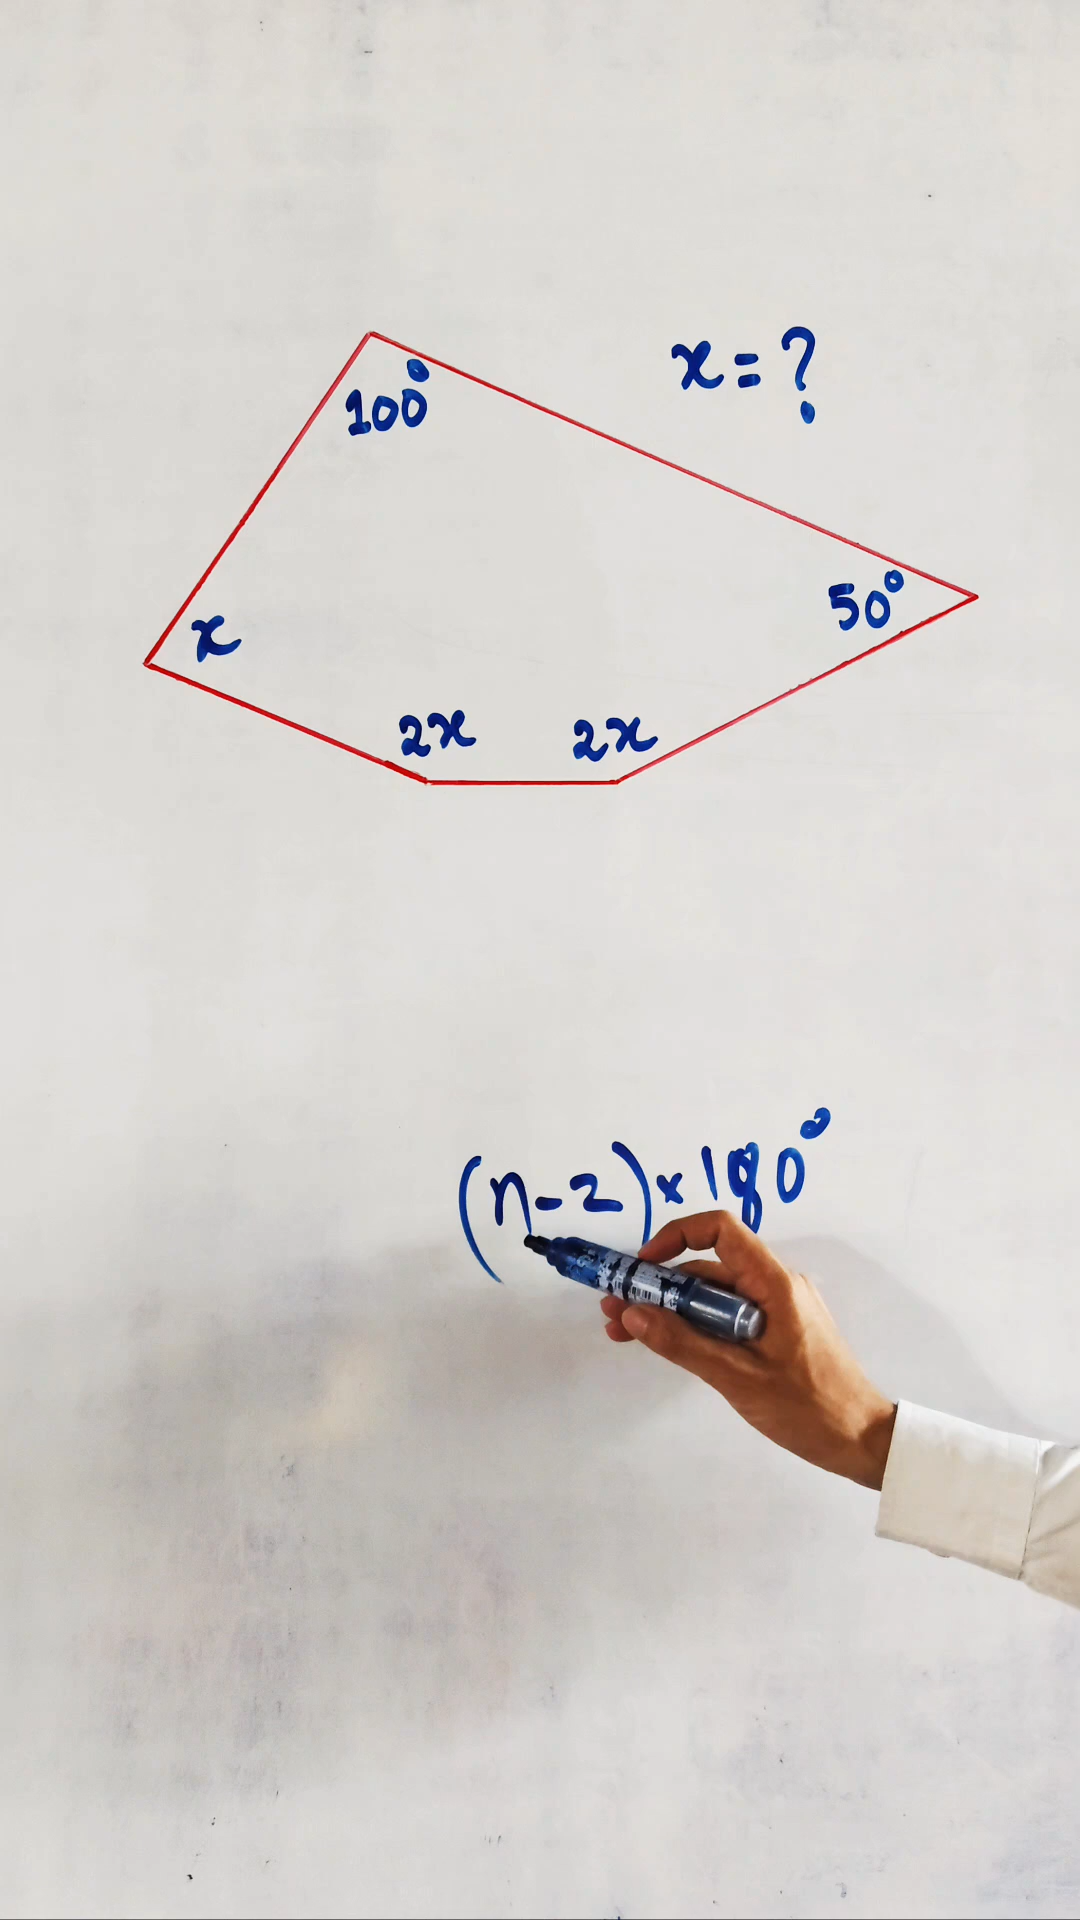 x = ?
100°
50°
x
2x 2x
(n-2)×180°